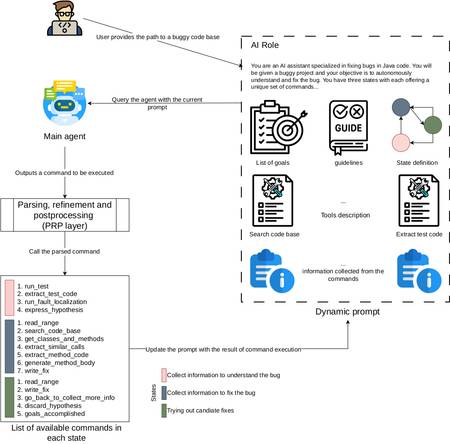 User provides the path to a buggy code base
AI Role
You are an AI assistant specialized in fixing bugs in Java code. You will
be given a buggy project and your objective is to autonomously
understand and fix the bug. You have three states with each offering a
unique set of commands...
GUIDE
List of goals
guidelines
State definition
...
Tools description
Search code base
Extract test code
...
information collected from the
commands
Dynamic prompt
Query the agent with the current
prompt
Main agent
Outputs a command to be executed
Parsing, refinement and
postprocessing
(PRP layer)
Call the parsed command
1. run_test
2. extract_test_code
3. run_fault_localization
4. express_hypothesis
1. read_range
2. search_code_base
3. get_classes_and_methods
4. extract_similar_calls
5. extract_method_code
6. generate_method_body
7. write_fix
1. read_range
2. write_fix
3. go_back_to_collect_more_info
4. discard_hypothesis
5. goals_accomplished
List of available commands in
each state
Update the prompt with the result of command execution
States
Collect information to understand the bug
Collect information to fix the bug
Trying out candiate fixes